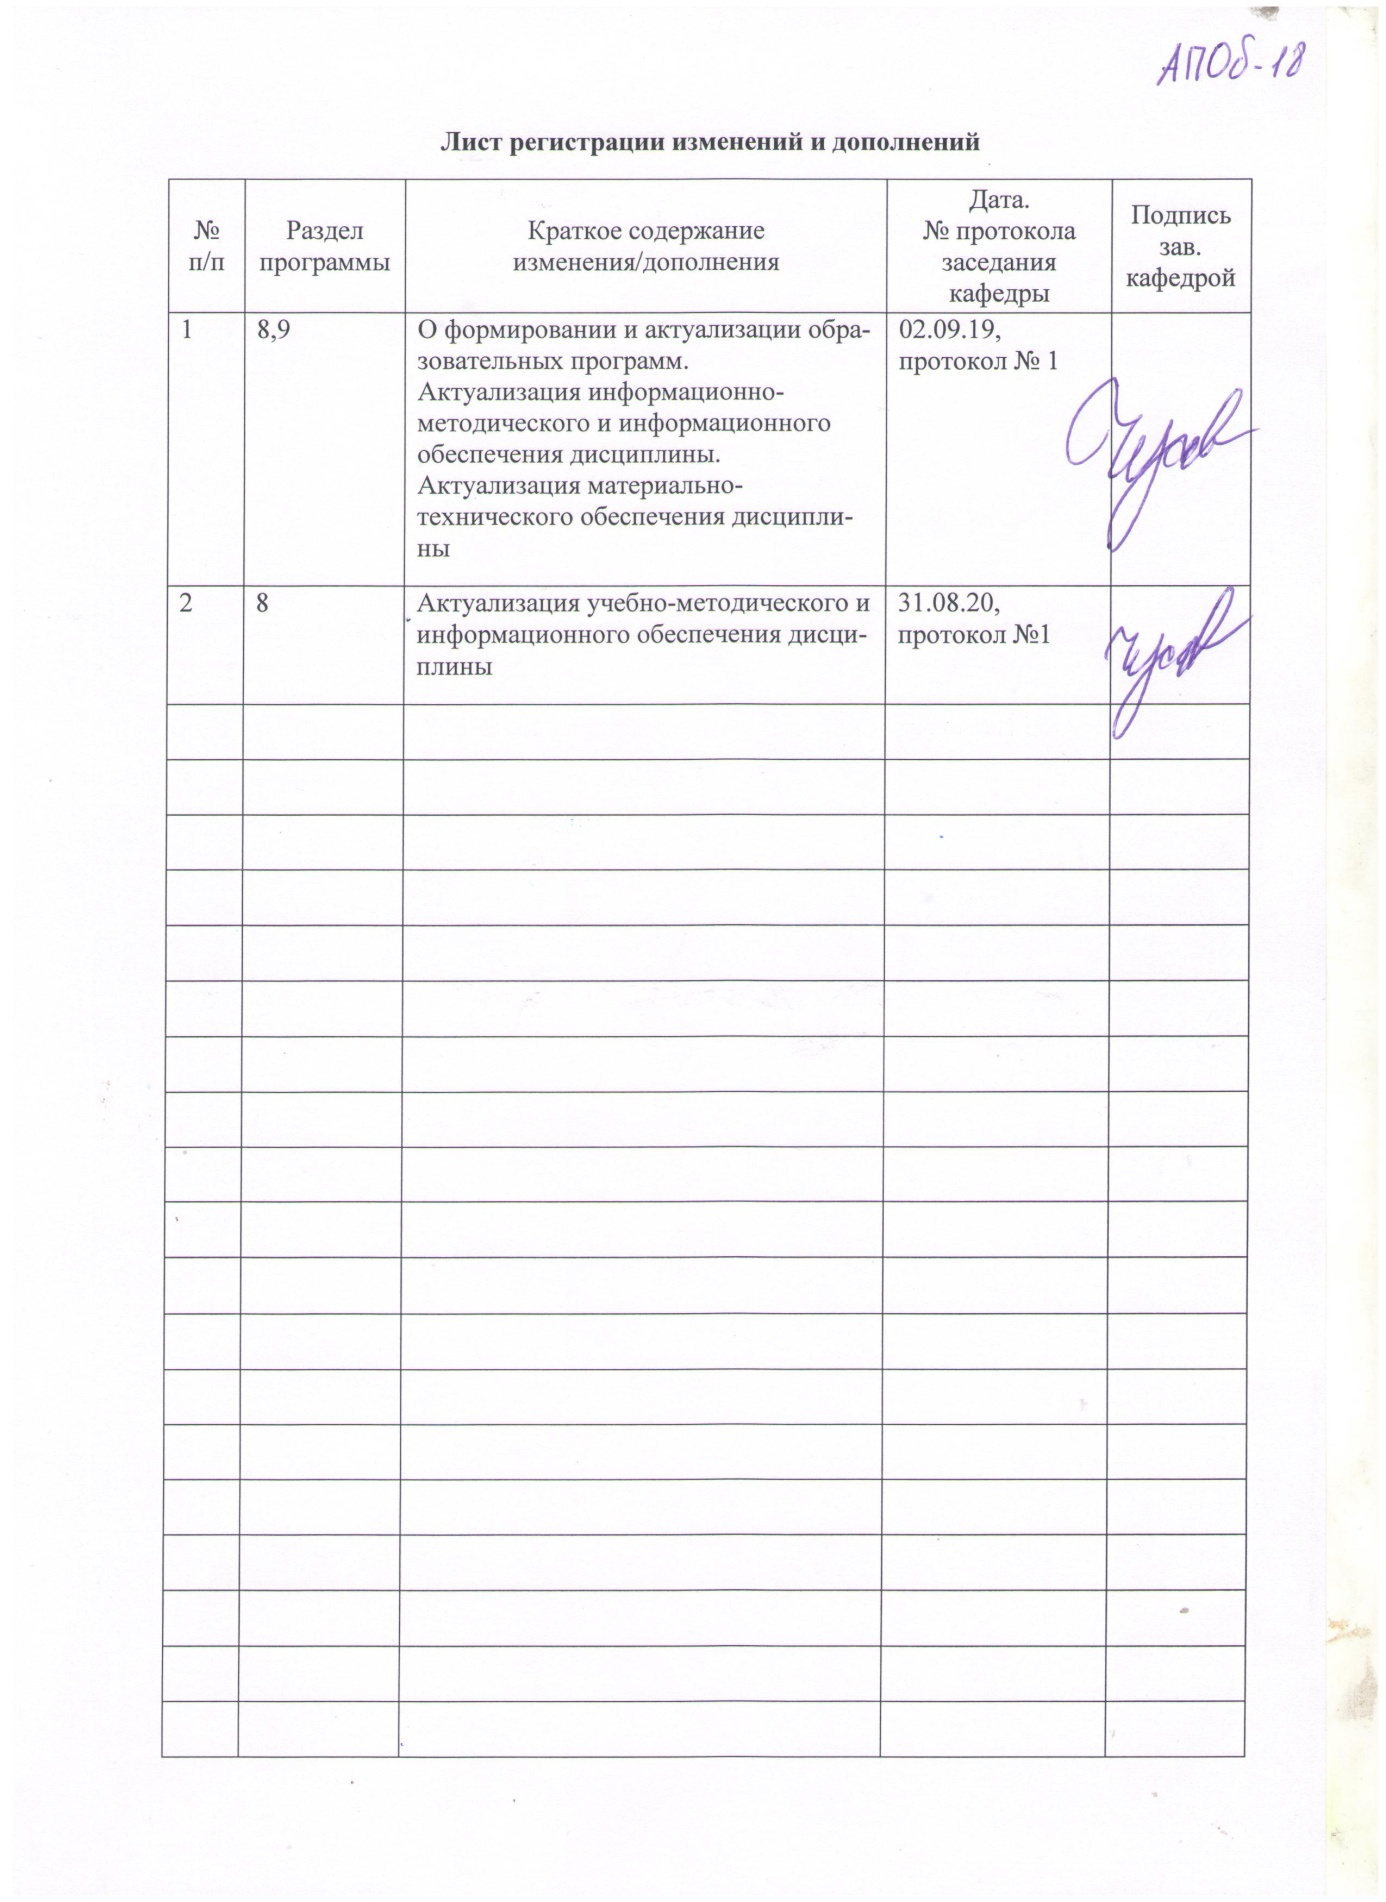 АПОб-18
Лист регистрации изменений и дополнений
№
п/п
Раздел
программы
Краткое содержание
изменения/дополнения
Дата.
№ протокола
заседания
кафедры
Подпись
зав.
кафедрой
1
8,9
О формировании и актуализации обра-
зовательных программ.
Актуализация информационно-
методического и информационного
обеспечения дисциплины.
Актуализация материально-
технического обеспечения дисципли-
ны
02.09.19,
протокол № 1
2
8
Актуализация учебно-методического и
информационного обеспечения дисци-
плины
31.08.20,
протокол №1